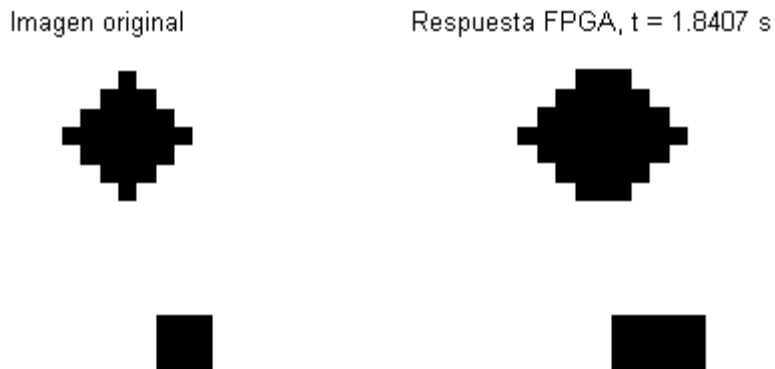 Imagen original
Respuesta FPGA, t = 1.8407 s